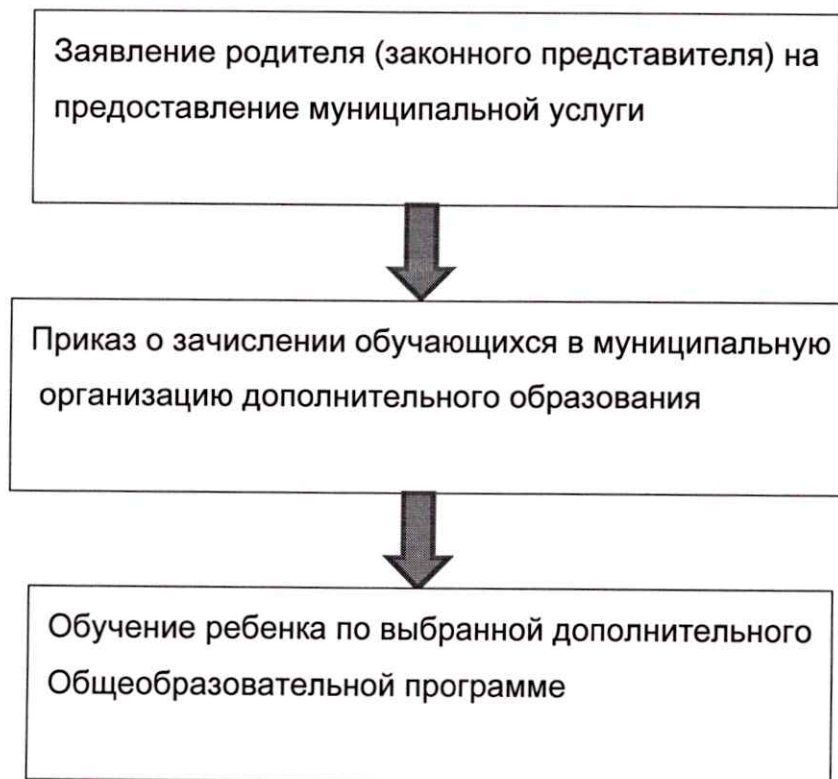 Заявление родителя (законного представителя) на
предоставление муниципальной услуги
Приказ о зачислении обучающихся в муниципальную
организацию дополнительного образования
Обучение ребенка по выбранной дополнительного
Общеобразовательной программе